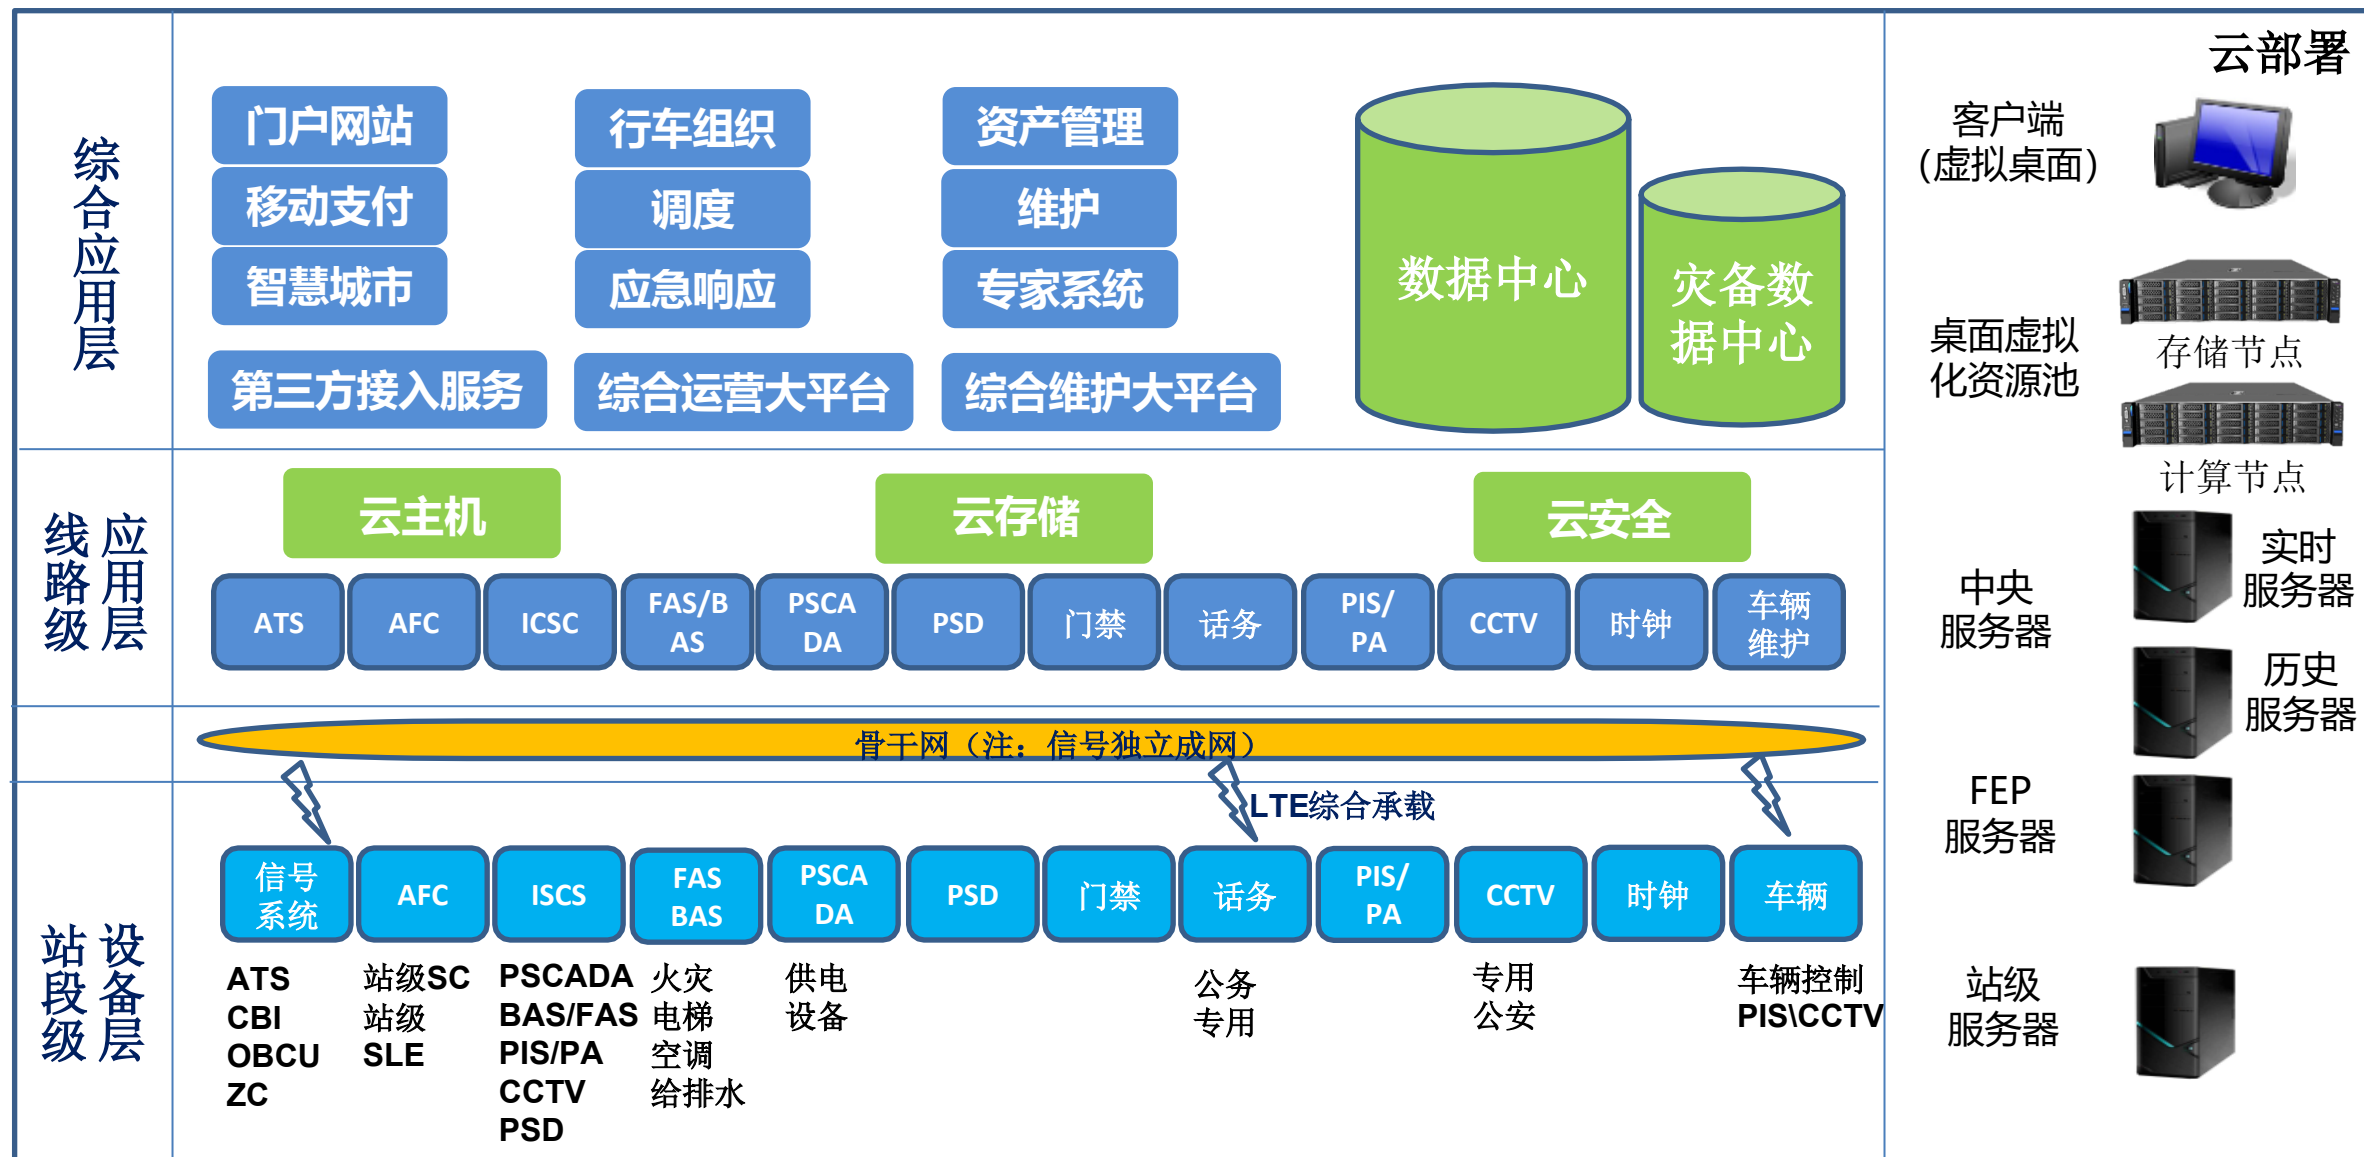 云部署
综合应用层
门户网站
移动支付
智慧城市
第三方接入服务
行车组织
调度
应急响应
综合运营大平台
资产管理
维护
专家系统
综合维护大平台
数据中心
灾备数
据中心
线路级
应用层
云主机
云存储
云安全
ATS
AFC
ICSC
FAS/B
AS
PSCA
DA
PSD
门禁
话务
PIS/
PA
CCTV
时钟
车辆
维护
骨干网（注：信号独立成网）
LTE综合承载
站段级
设备层
信号
系统
AFC
ISCS
FAS
BAS
PSCA
DA
PSD
门禁
话务
PIS/
PA
CCTV
时钟
车辆
ATS
CBI
OBCU
ZC
站级SC
站级
SLE
PSCADA
BAS/FAS
PIS/PA
CCTV
PSD
火灾
电梯
空调
给排水
供电
设备
公务
专用
专用
公安
车辆控制
PIS\CCTV
客户端
（虚拟桌面）
桌面虚拟
化资源池
存储节点
计算节点
中央
服务器
实时
服务器
历史
服务器
FEP
服务器
站级
服务器